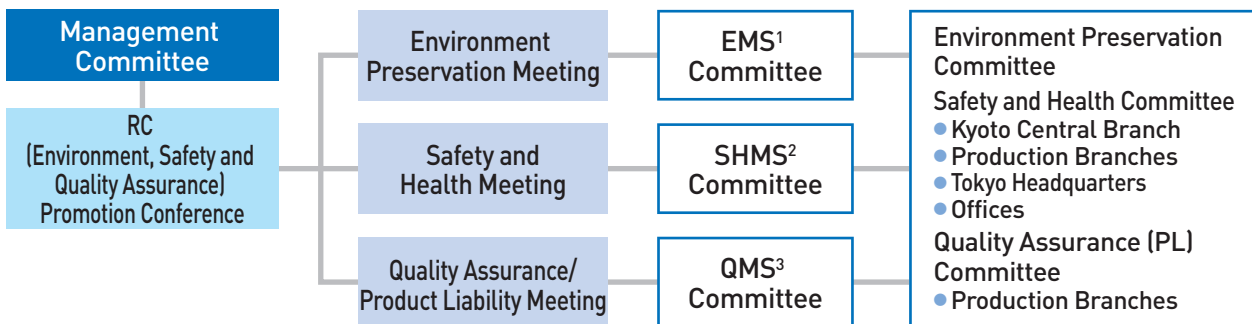 Management
Committee
RC
(Environment, Safety and
Quality Assurance)
Promotion Conference
Environment
Preservation Meeting
Safety and
Health Meeting
Quality Assurance/
Product Liability Meeting
EMS¹
Committee
SHMS²
Committee
QMS³
Committee
Environment Preservation
Committee
Safety and Health Committee
● Kyoto Central Branch
● Production Branches
● Tokyo Headquarters
● Offices
Quality Assurance (PL)
Committee
● Production Branches